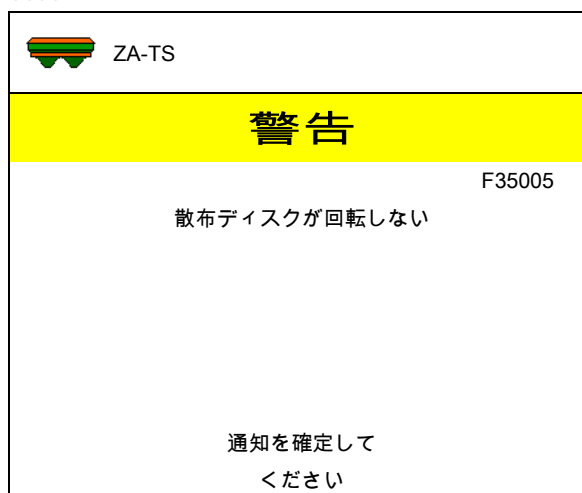 ZA-TS
警告
F35005
散布ディスクが回転しない
通知を確定して
ください